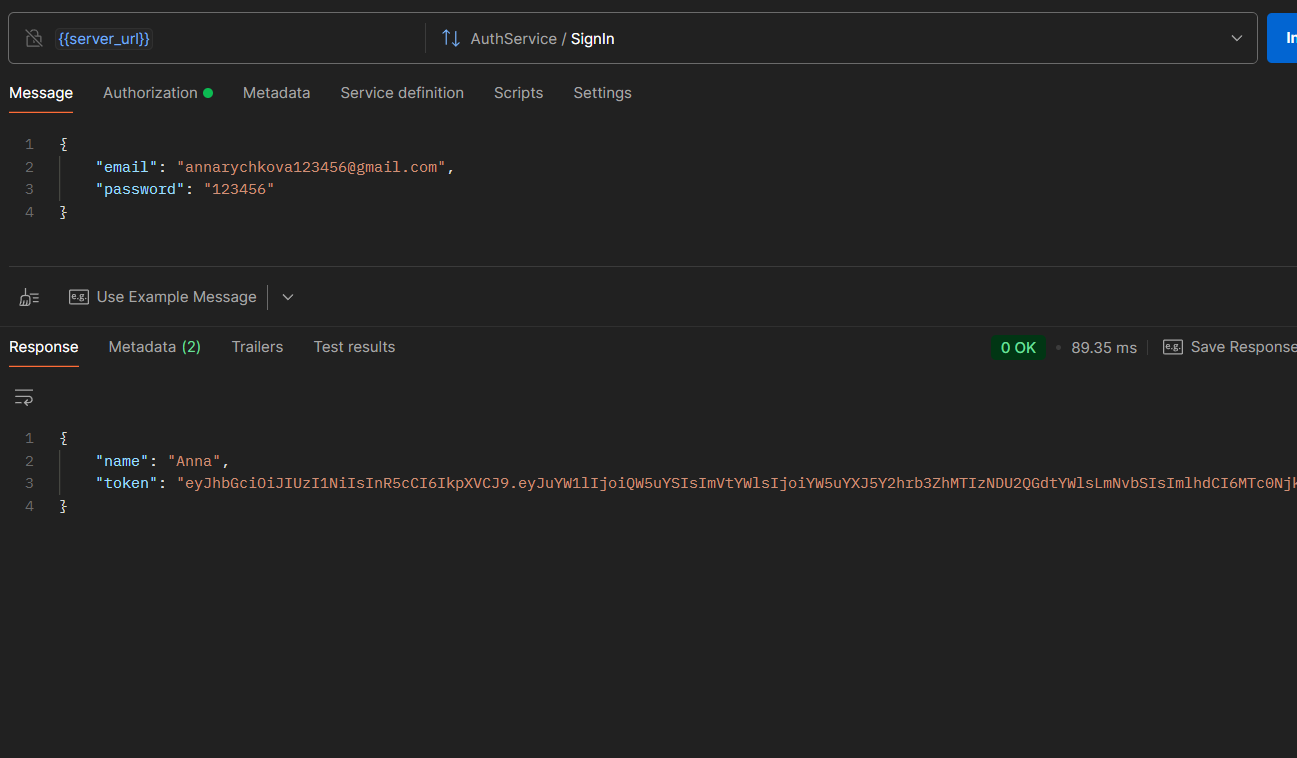 {{server_url}} AuthService / SignIn In
Message Authorization Metadata Service definition Scripts Settings
1 {
2 "email": "annarychkova123456@gmail.com",
3 "password": "123456"
4 }
e.g. Use Example Message
Response Metadata (2) Trailers Test results 0 OK • 89.35 ms e.g. Save Response
1 {
2 "name": "Anna",
3 "token": "eyJhbGciOiJIUzI1NiIsInR5cCI6IkpXVCJ9.eyJuYW1lIjoiQW5uYSIsImVtYWlsIjoiYW5uYXJ5Y2hrb3ZhMTIzNDU2QGdtYWlsLmNvbSIsImlhdCI6MTc0Njk
4 }